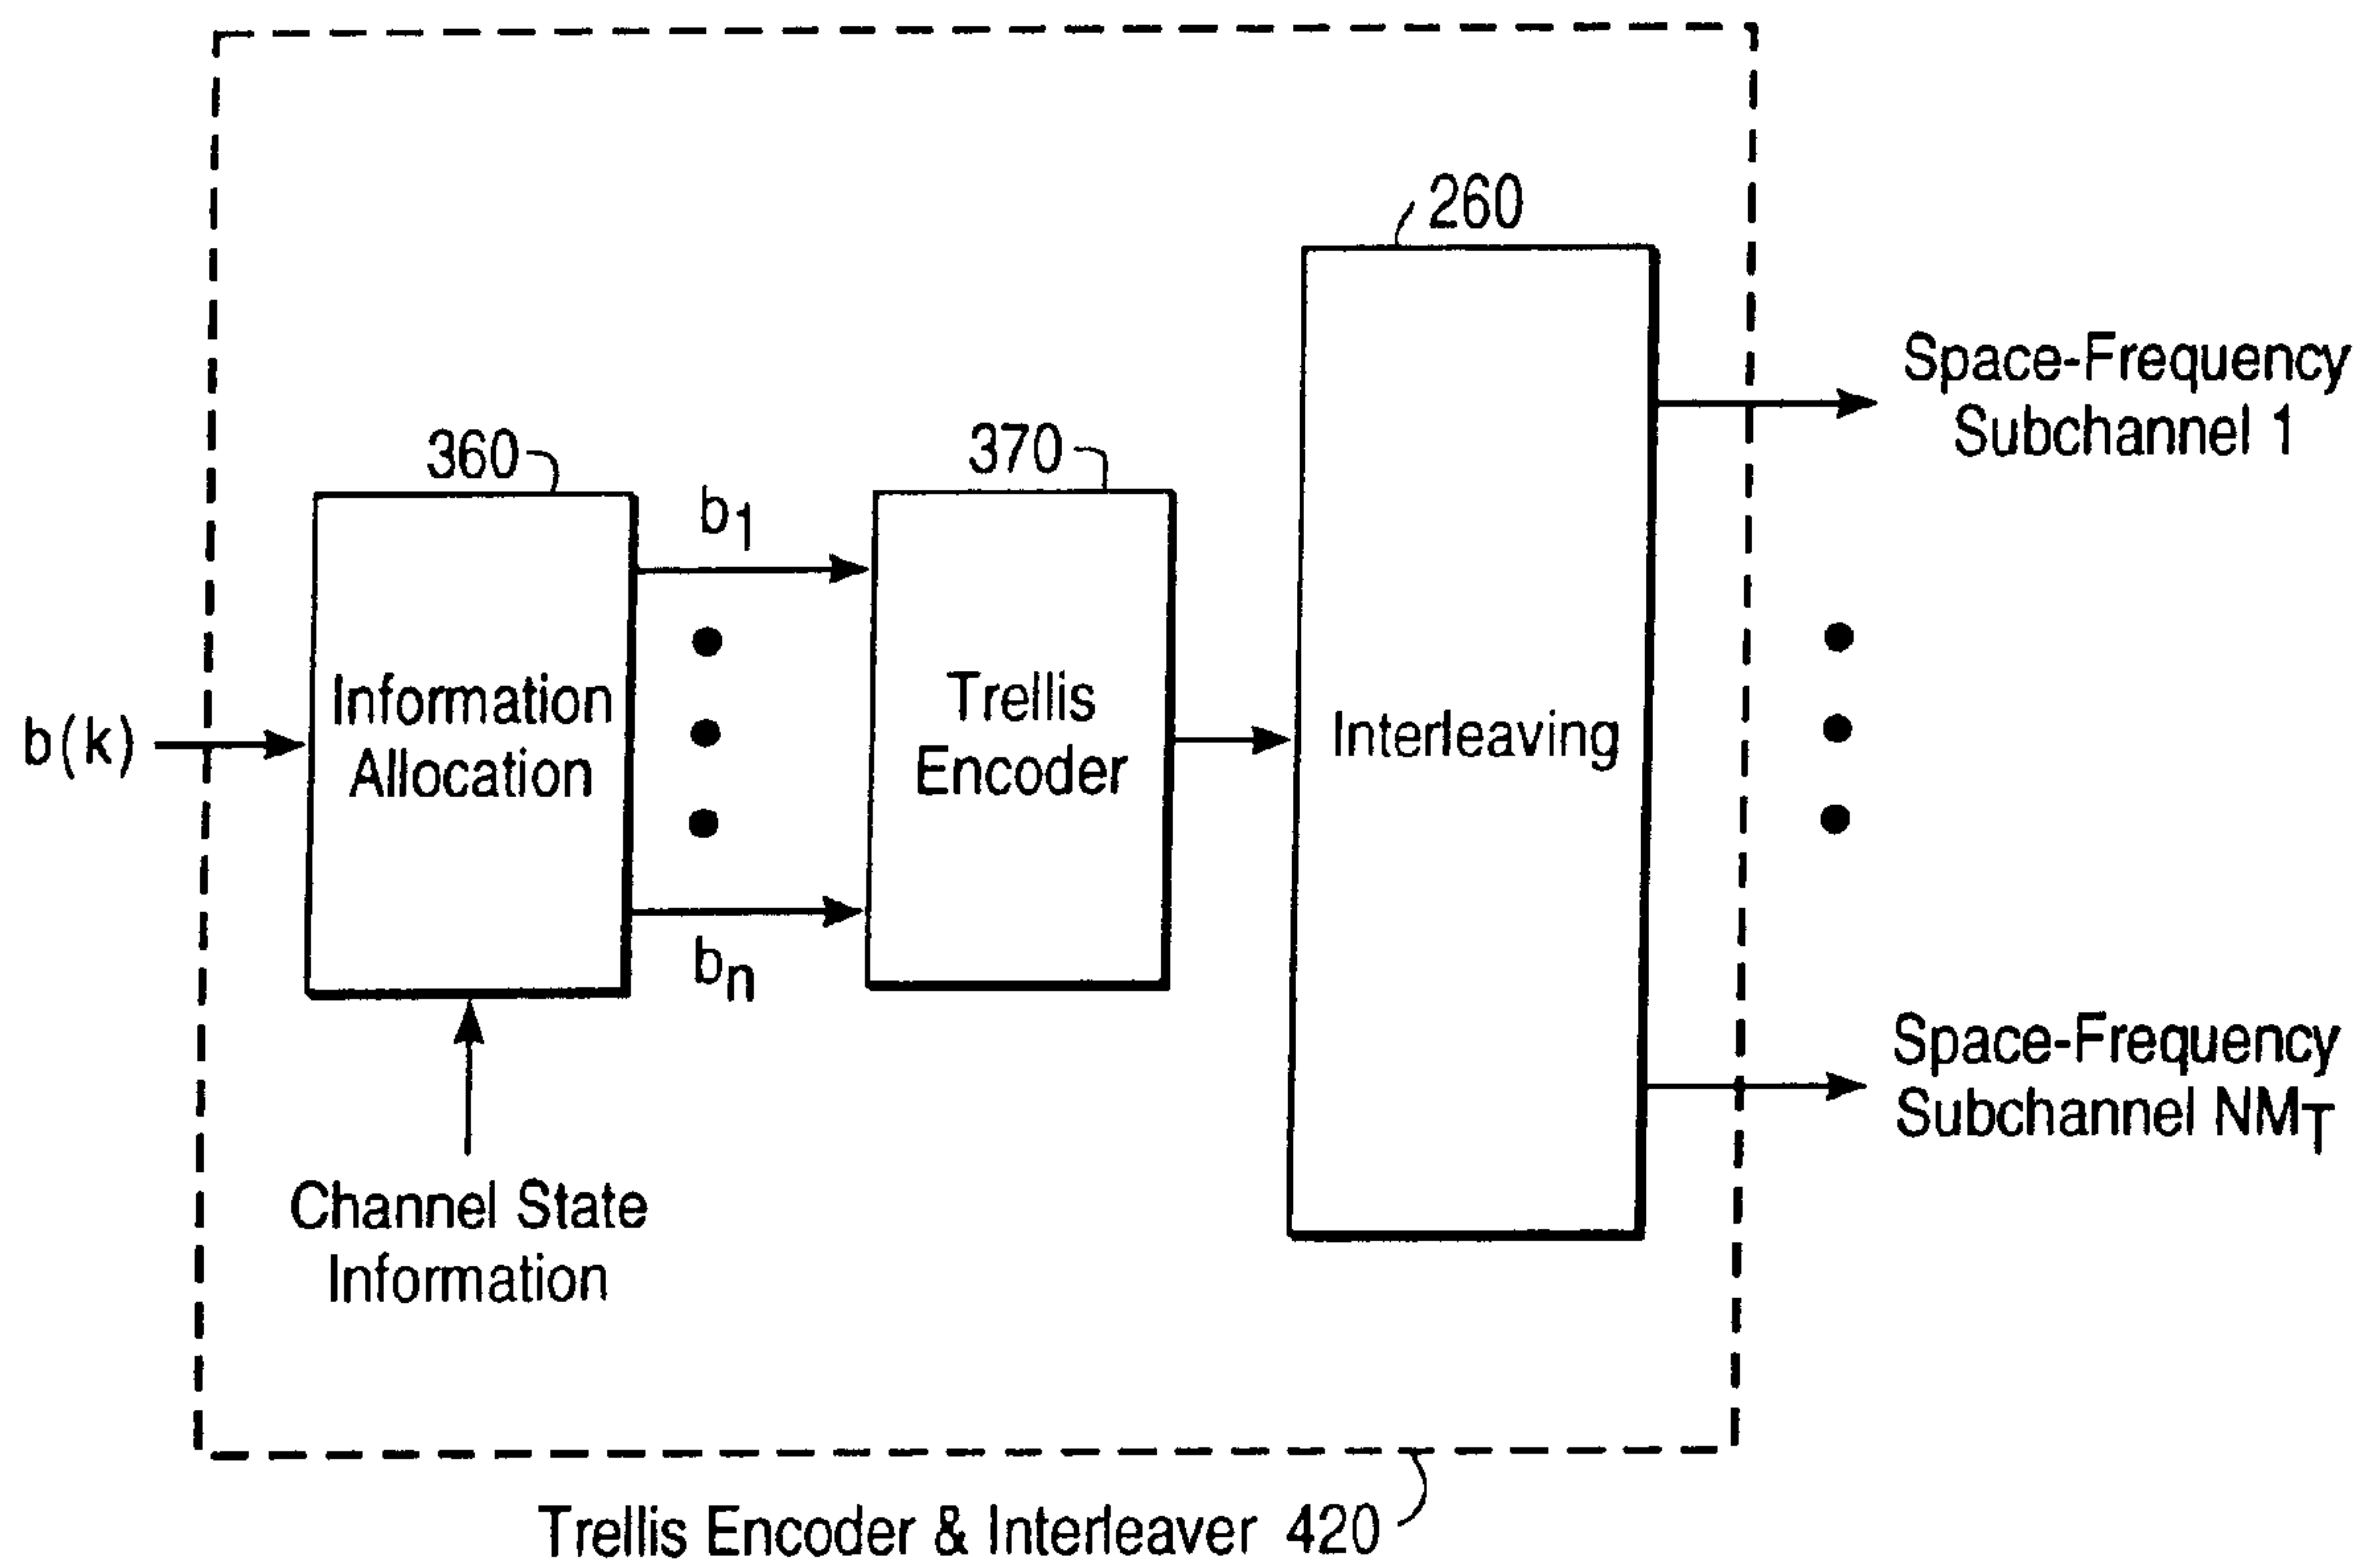 260
Space-Frequency
Subchannel 1
360
370
b1
Information
Allocation
Trellis
Encoder
Interleaving
b(k)
bn
Space-Frequency
Subchannel NMT
Channel State
Information
Trellis Encoder & Interleaver 420